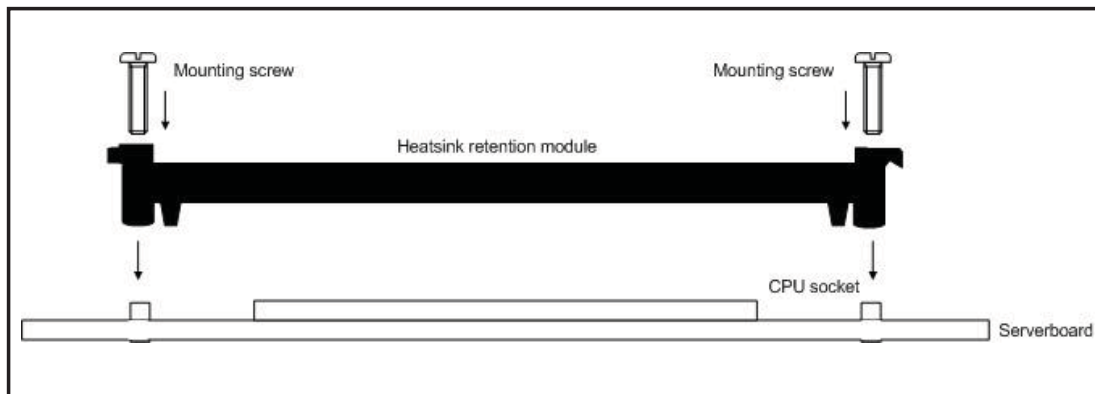 Mounting screw
Mounting screw
Heatsink retention module
CPU socket
Serverboard